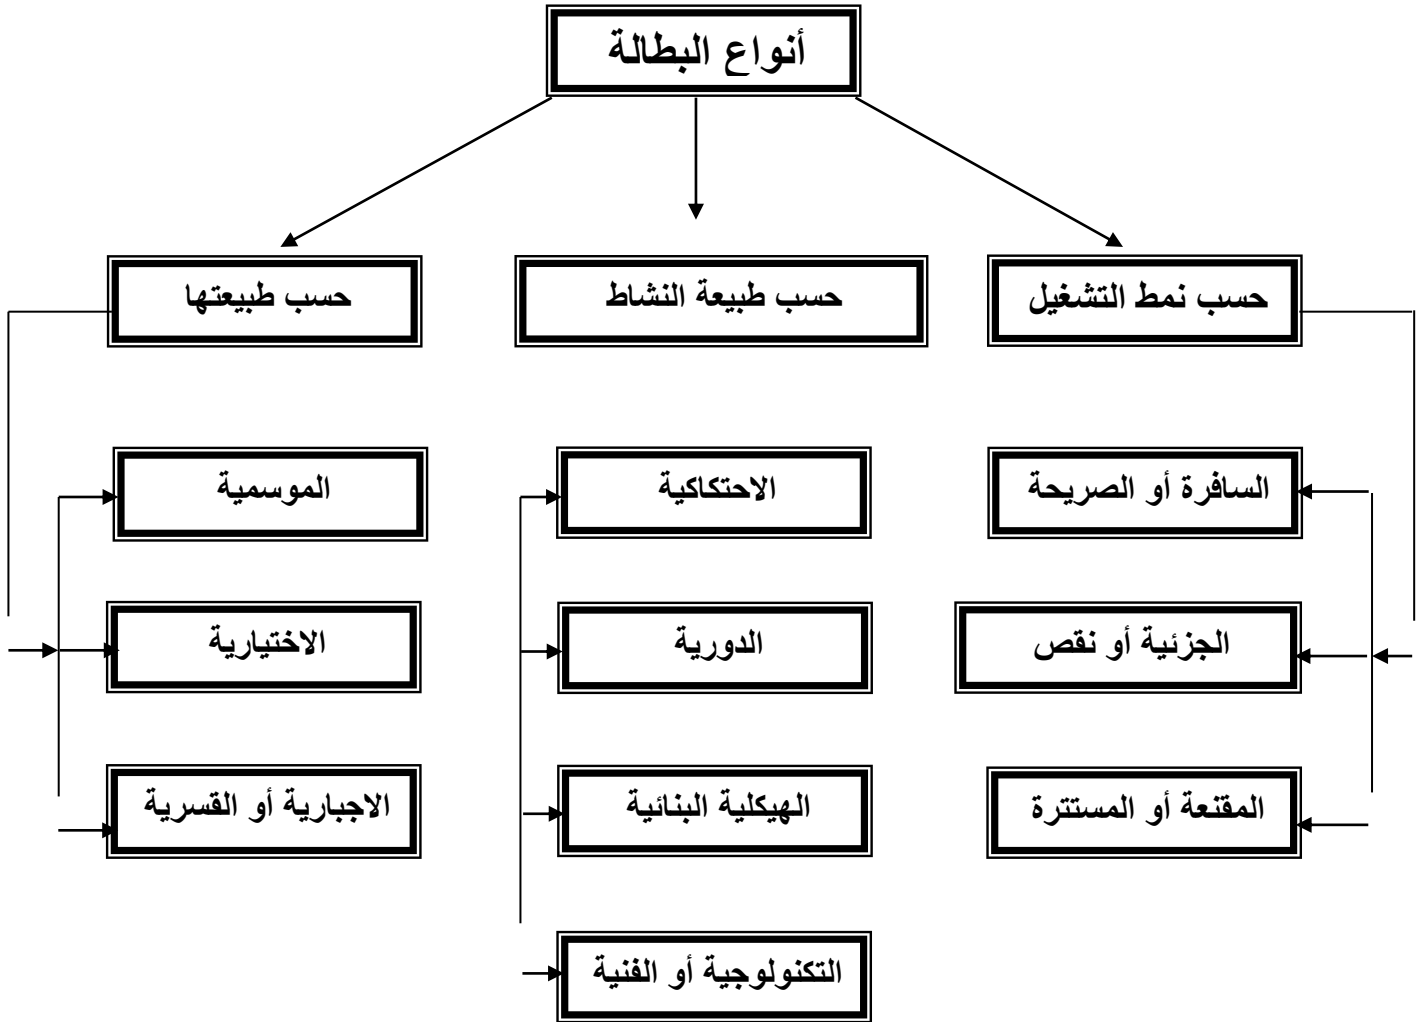 أنواع البطالة
حسب نمط التشغيل
حسب طبيعة النشاط
حسب طبيعتها
السافرة أو الصريحة
الاحتكاكية
الموسمية
الجزئية أو نقص
الدورية
الاختيارية
المقنعة أو المستترة
الهيكلية البنائية
الاجبارية أو القسرية
التكنولوجية أو الفنية